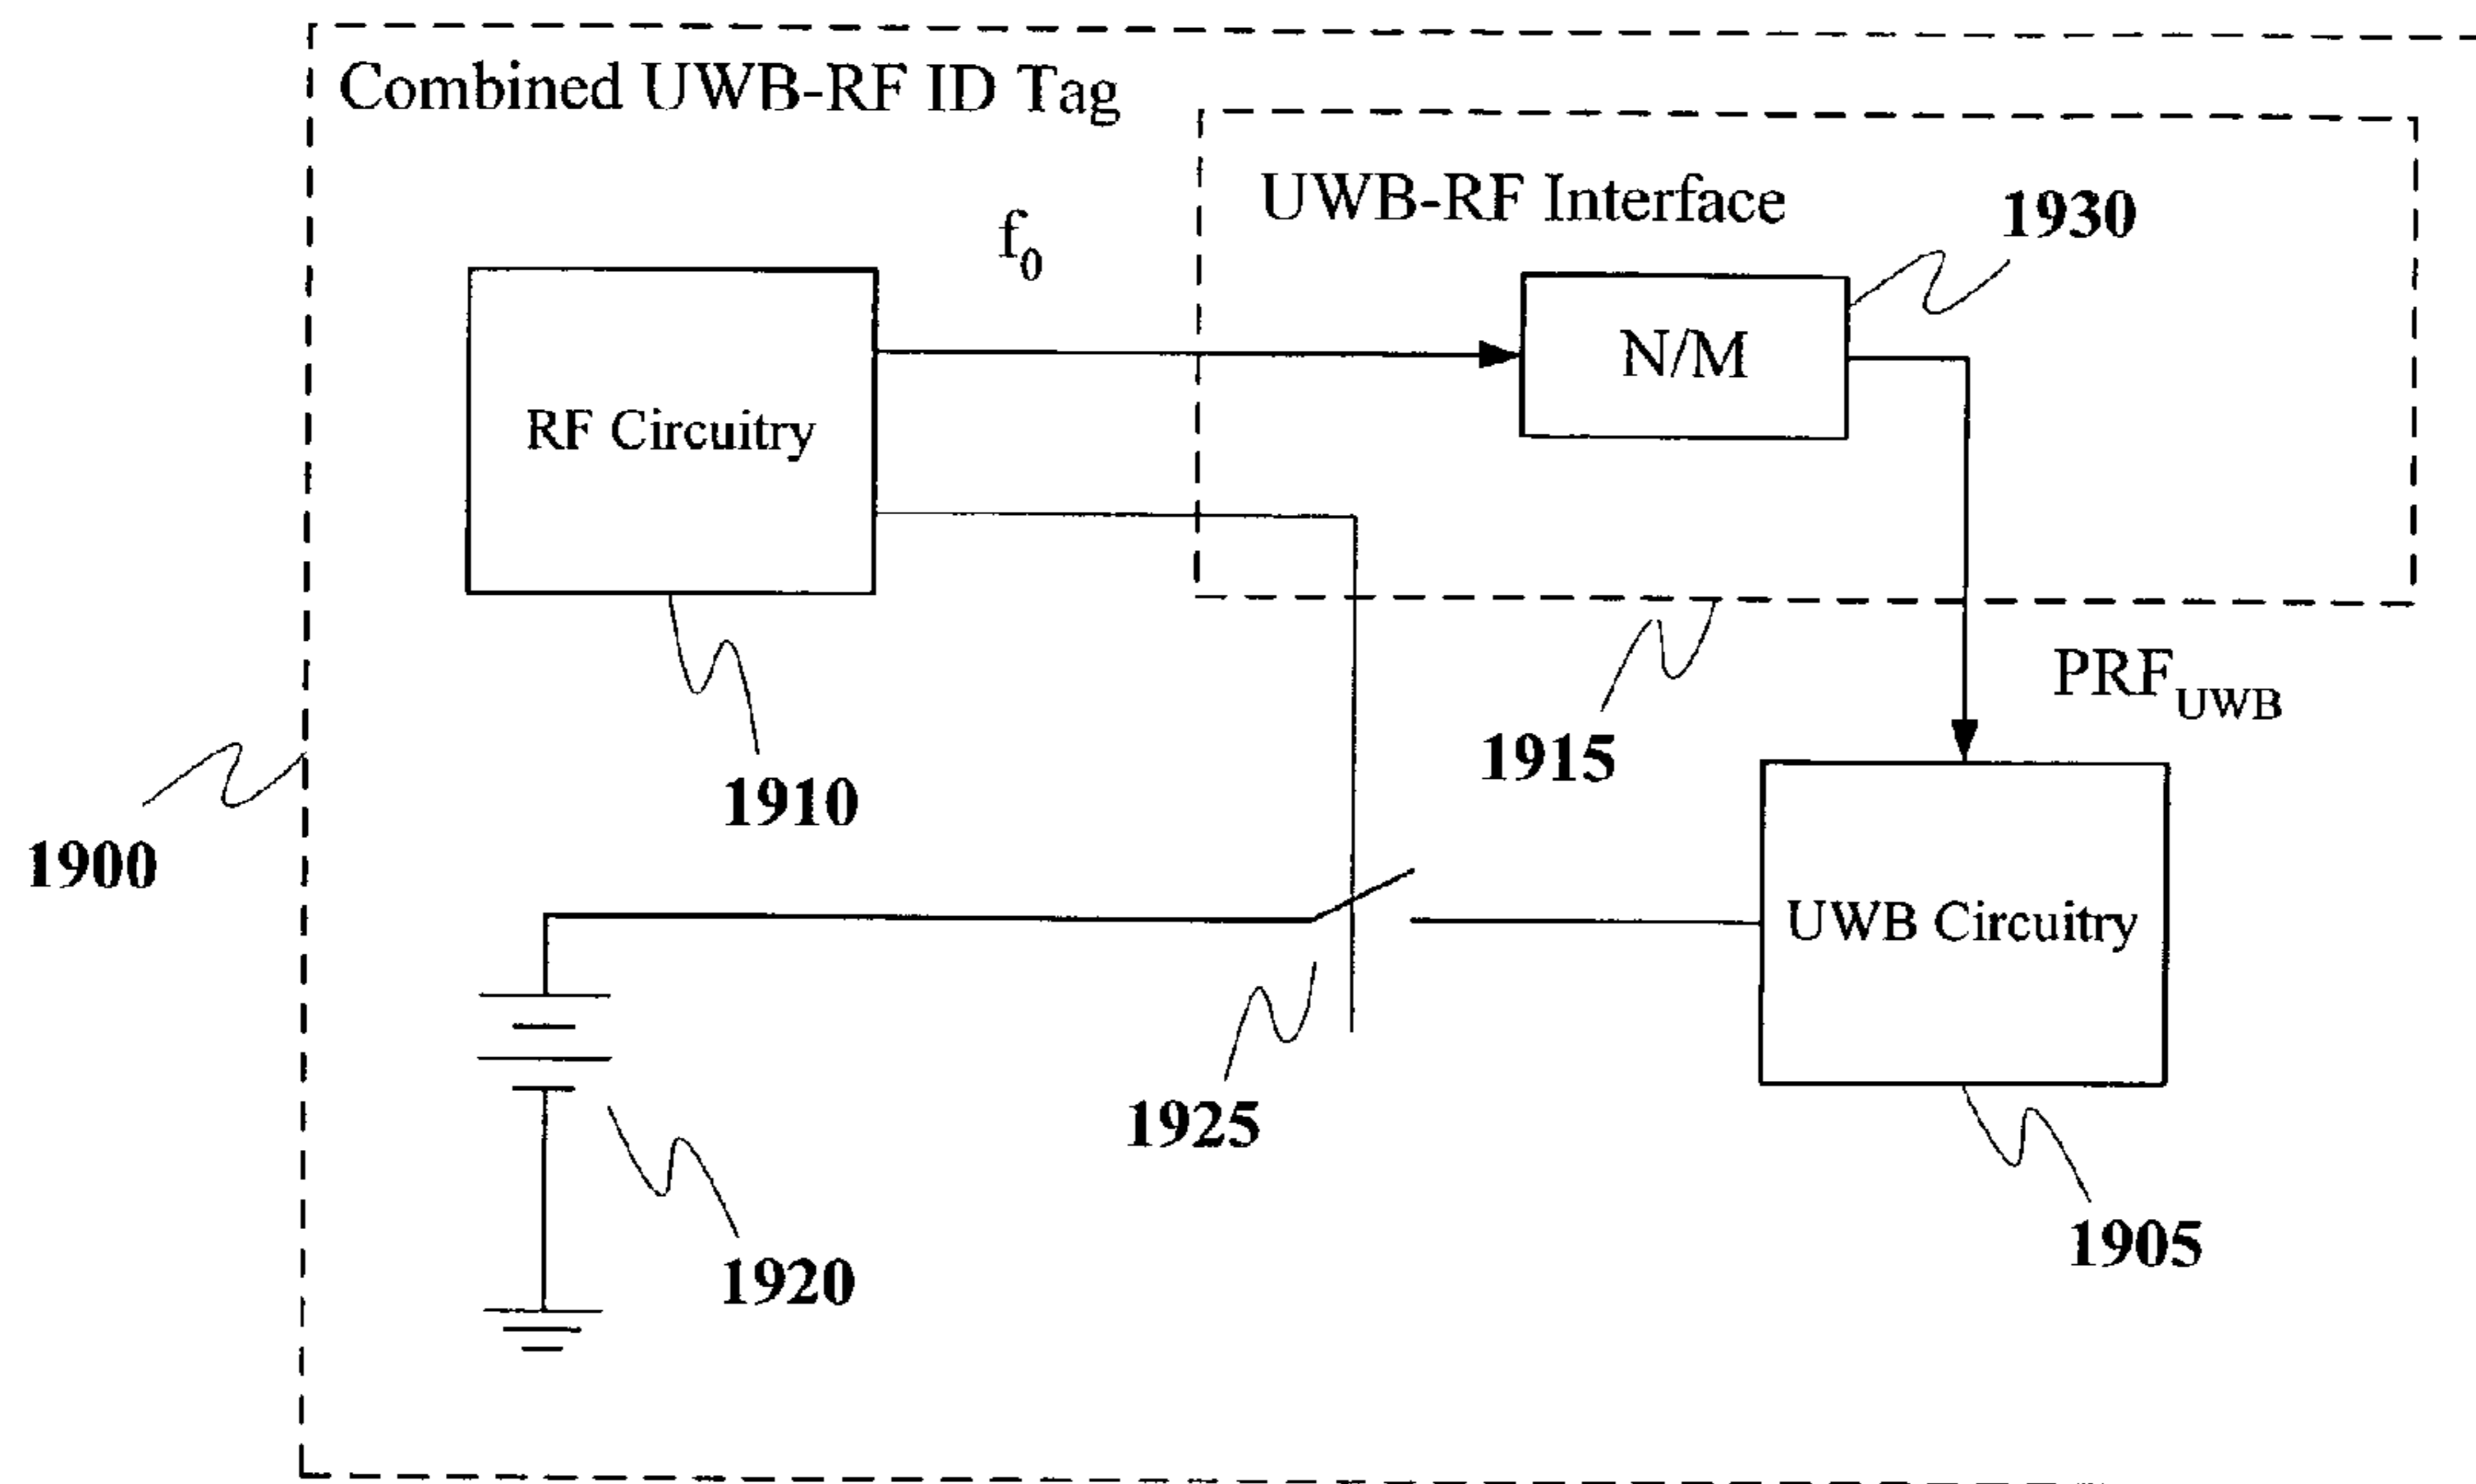 Combined UWB-RF ID Tag
UWB-RF Interface
1930
f₀
N/M
RF Circuitry
PRF_UWB
1915
1910
1900
UWB Circuitry
1925
1905
1920